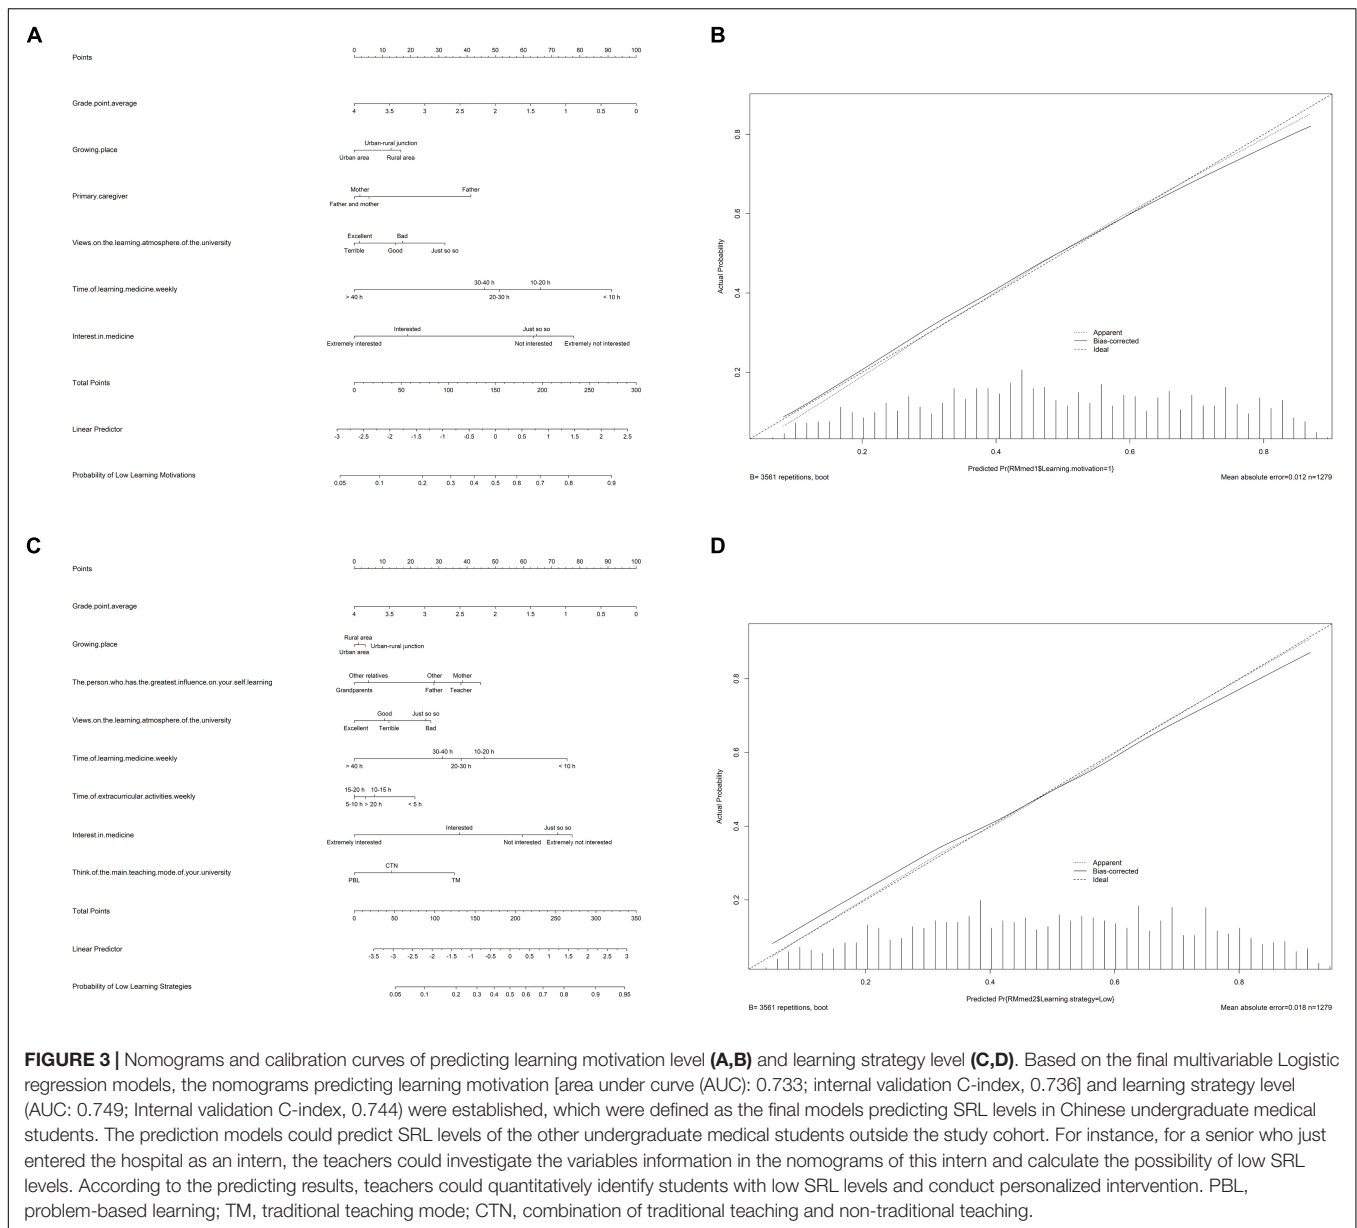 A
Points
0 10 20 30 40 50 60 70 80 90 100
Grade.point.average
4 3.5 3 2.5 2 1.5 1 0.5 0
Growing.place
Urban-rural junction
Urban area Rural area
Primary.caregiver
Mother Father
Father and mother
Views.on.the.learning.atmosphere.of.the.university
Excellent Bad
Terrible Good Just so so
Time.of.learning.medicine.weekly
30-40 h 10-20 h
> 40 h 20-30 h < 10 h
Interest.in.medicine
Interested Just so so
Extremely interested Not interested Extremely not interested
Total Points
0 50 100 150 200 250 300
Linear Predictor
-3 -2.5 -2 -1.5 -1 -0.5 0 0.5 1 1.5 2 2.5
Probability of Low Learning Motivations
0.05 0.1 0.2 0.3 0.4 0.5 0.6 0.7 0.8 0.9
B
Actual Probability
0.8
0.6
0.4
0.2
Apparent
Bias-corrected
Ideal
0.2 0.4 0.6 0.8
Predicted Pr{RMmed1$Learning.motivation=1}
B= 3561 repetitions, boot Mean absolute error=0.012 n=1279
C
Points
0 10 20 30 40 50 60 70 80 90 100
Grade.point.average
4 3.5 3 2.5 2 1.5 1 0.5 0
Growing.place
Rural area
Urban-rural junction
Urban area
The.person.who.has.the.greatest.influence.on.your.self.learning
Other relatives Other Mother
Grandparents Father Teacher
Views.on.the.learning.atmosphere.of.the.university
Good Just so so
Excellent Terrible Bad
Time.of.learning.medicine.weekly
30-40 h 10-20 h
> 40 h 20-30 h < 10 h
Time.of.extracurricular.activities.weekly
15-20 h 10-15 h
5-10 h > 20 h < 5 h
Interest.in.medicine
Interested Just so so
Extremely interested Not interested Extremely not interested
Think.of.the.main.teaching.mode.of.your.university
CTN
PBL TM
Total Points
0 50 100 150 200 250 300 350
Linear Predictor
-3.5 -3 -2.5 -2 -1.5 -1 -0.5 0 0.5 1 1.5 2 2.5 3
Probability of Low Learning Strategies
0.05 0.1 0.2 0.3 0.4 0.5 0.6 0.7 0.8 0.9 0.95
D
Actual Probability
0.8
0.6
0.4
0.2
Apparent
Bias-corrected
Ideal
0.2 0.4 0.6 0.8
Predicted Pr{RMmed2$Learning.strategy=Low}
B= 3561 repetitions, boot Mean absolute error=0.018 n=1279
FIGURE 3 | Nomograms and calibration curves of predicting learning motivation level (A,B) and learning strategy level (C,D). Based on the final multivariable Logistic
regression models, the nomograms predicting learning motivation [area under curve (AUC): 0.733; internal validation C-index, 0.736] and learning strategy level
(AUC: 0.749; Internal validation C-index, 0.744) were established, which were defined as the final models predicting SRL levels in Chinese undergraduate medical
students. The prediction models could predict SRL levels of the other undergraduate medical students outside the study cohort. For instance, for a senior who just
entered the hospital as an intern, the teachers could investigate the variables information in the nomograms of this intern and calculate the possibility of low SRL
levels. According to the predicting results, teachers could quantitatively identify students with low SRL levels and conduct personalized intervention. PBL,
problem-based learning; TM, traditional teaching mode; CTN, combination of traditional teaching and non-traditional teaching.